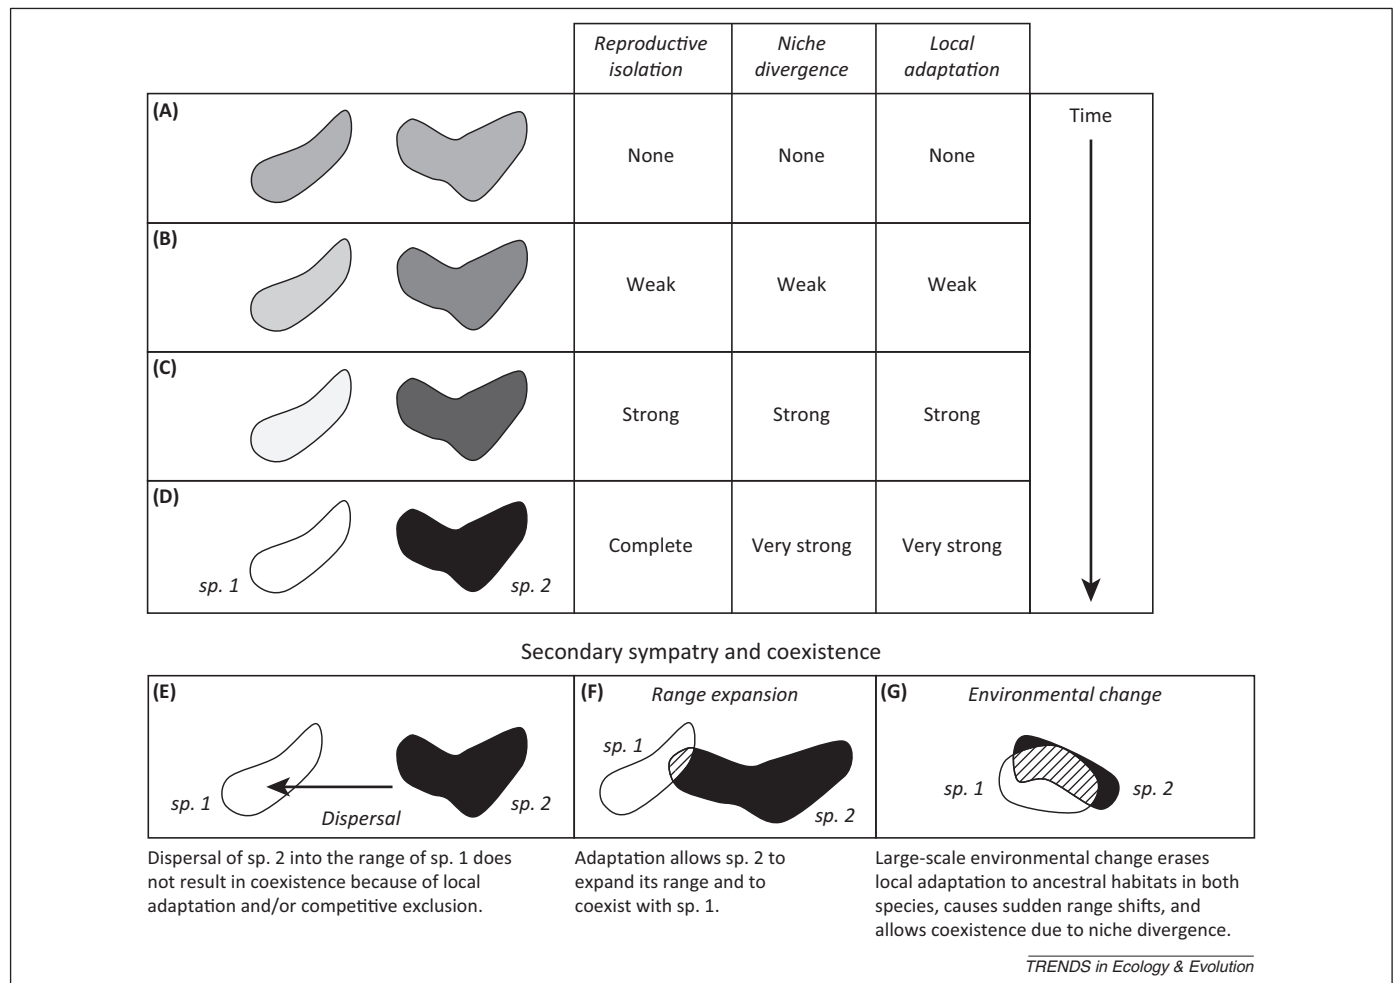 Reproductive isolation
Niche divergence
Local adaptation
(A)
None
None
None
Time
(B)
Weak
Weak
Weak
(C)
Strong
Strong
Strong
(D)
sp. 1
sp. 2
Complete
Very strong
Very strong
Secondary sympatry and coexistence
(E)
sp. 1
Dispersal
sp. 2
Dispersal of sp. 2 into the range of sp. 1 does
not result in coexistence because of local
adaptation and/or competitive exclusion.
(F)
Range expansion
sp. 1
sp. 2
Adaptation allows sp. 2 to
expand its range and to
coexist with sp. 1.
(G)
Environmental change
sp. 1
sp. 2
Large-scale environmental change erases
local adaptation to ancestral habitats in both
species, causes sudden range shifts, and
allows coexistence due to niche divergence.
TRENDS in Ecology & Evolution